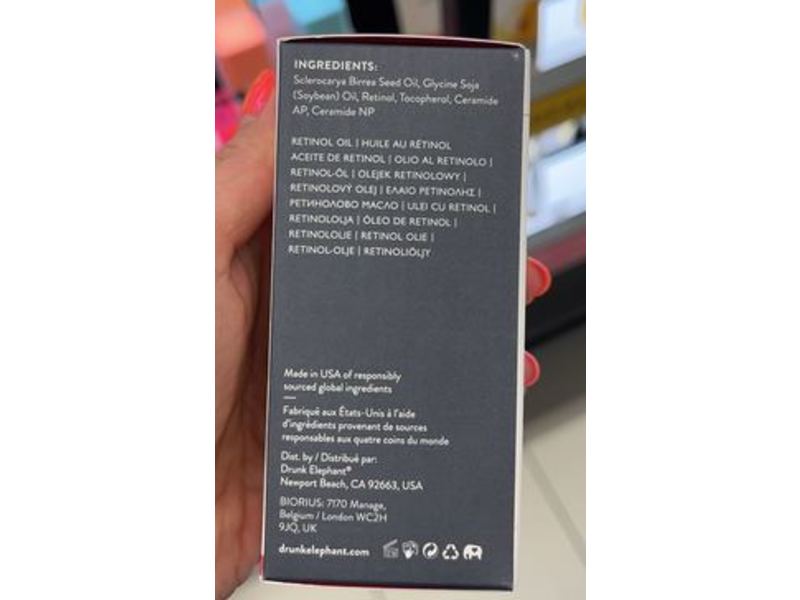 INGREDIENTS:
Sclerocarya Birrea Seed Oil, Glycine Soja
(Soybean) Oil, Retinol, Tocopherol, Ceramide
AP, Ceramide NP
RETINOL OIL | HUILE AU RÉTINOL
ACEITE DE RETINOL | OLIO AL RETINOLO |
RETINOL-ÖL | OLEJEK RETINOLOWY |
RETINOLOVÝ OLEJ | ΕΛΑΙΟ ΡΕΤΙΝΟΛΗΣ |
РЕТИНОЛОВО МАСЛО | ULEI CU RETINOL |
RETINOLOLJA | ÓLEO DE RETINOL |
RETINOLOLIE | RETINOL OLIE |
RETINOL-OLJE | RETINOLIÖLJY
Made in USA of responsibly
sourced global ingredients
Fabriqué aux États-Unis à l'aide
d'ingrédients provenant de sources
responsables aux quatre coins du monde
Dist. by / Distribué par:
Drunk Elephant®
Newport Beach, CA 92663, USA
BIORIUS: 7170 Manage,
Belgium / London WC2H
9JQ, UK
drunkelephant.com